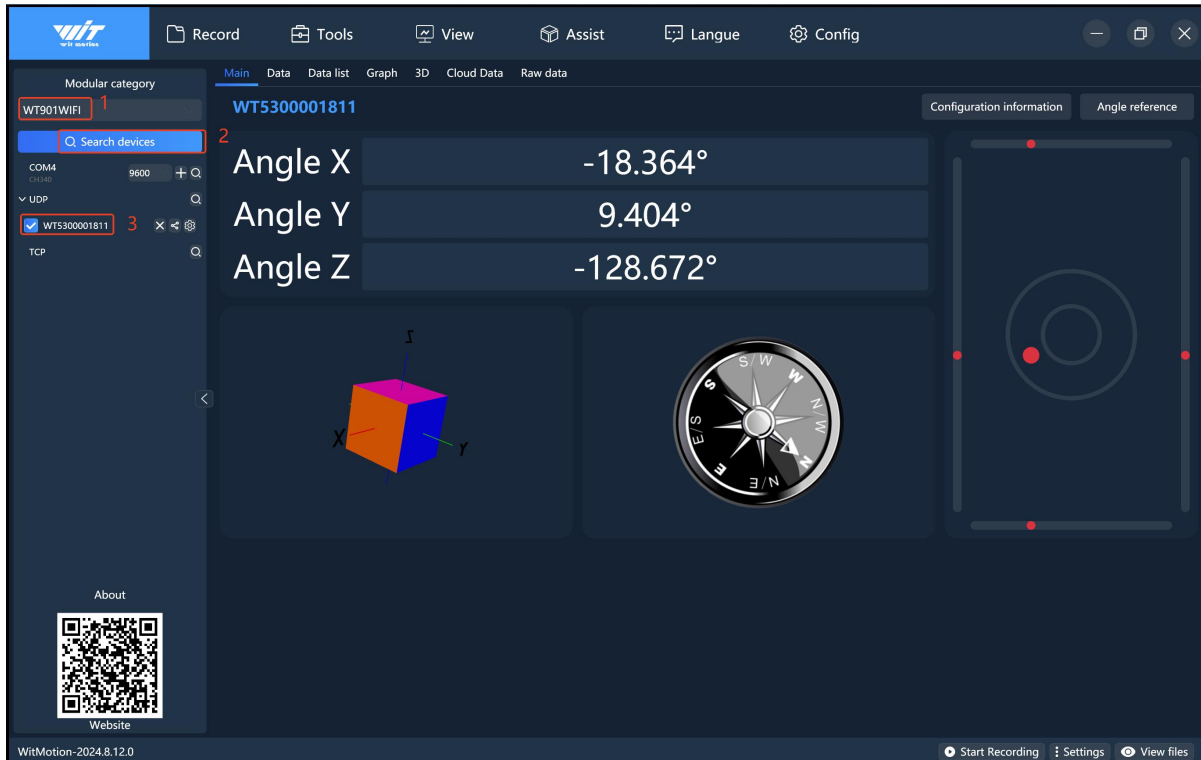 WiT
wit motion
Record
Tools
View
Assist
Langue
Config
Modular category
WT901WIFI
1
Search devices
2
COM4
CH340
9600
UDP
WT5300001811
3
TCP
Main
Data
Data list
Graph
3D
Cloud Data
Raw data
WT5300001811
Configuration information
Angle reference
Angle X
-18.364°
Angle Y
9.404°
Angle Z
-128.672°
Z
X
Y
S/W
W
N/W
N
N/E
E
E/S
S
About
Website
WitMotion-2024.8.12.0
Start Recording
Settings
View files